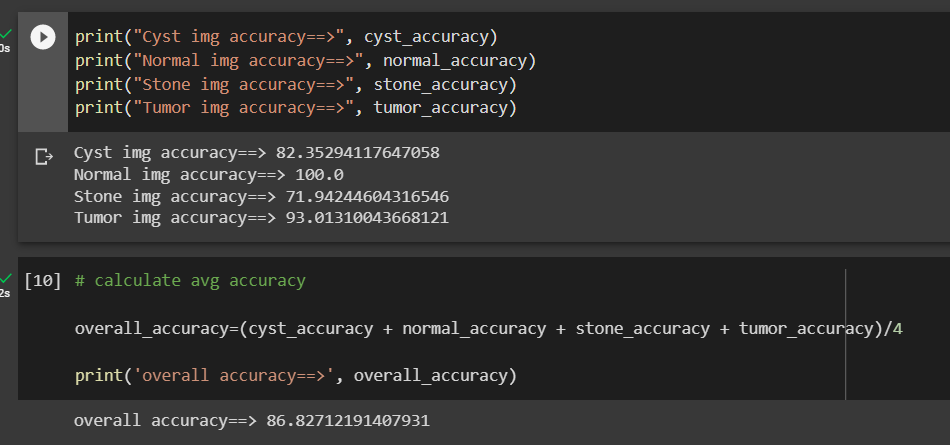 print("Cyst img accuracy==>", cyst_accuracy)
0s
print("Normal img accuracy==>", normal_accuracy)
print("Stone img accuracy==>", stone_accuracy)
print("Tumor img accuracy==>", tumor_accuracy)
Cyst img accuracy==> 82.35294117647058
Normal img accuracy==> 100.0
Stone img accuracy==> 71.94244604316546
Tumor img accuracy==> 93.01310043668121
[10] # calculate avg accuracy
2s
overall_accuracy=(cyst_accuracy + normal_accuracy + stone_accuracy + tumor_accuracy)/4
print('overall accuracy==>', overall_accuracy)
overall accuracy==> 86.82712191407931